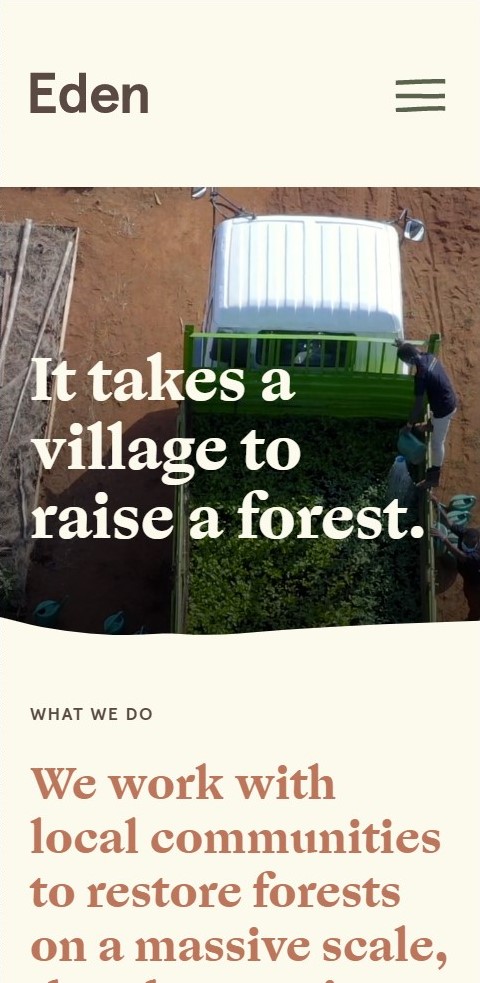 Eden
It takes a
village to
raise a forest.
WHAT WE DO
We work with
local communities
to restore forests
on a massive scale,